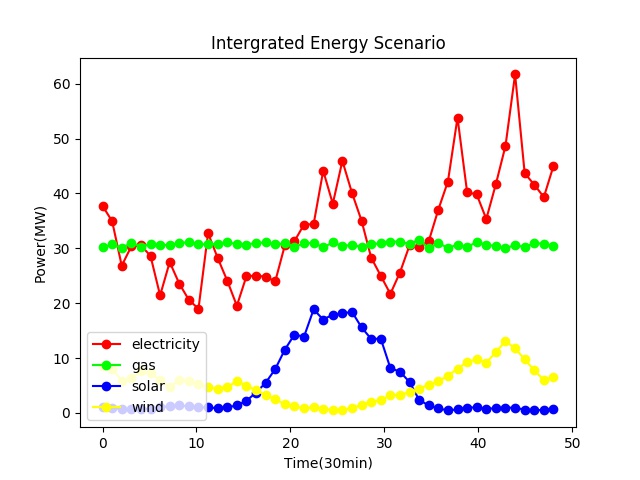 Intergrated Energy Scenario
Power(MW)
60
50
40
30
20
10
0
electricity
gas
solar
wind
0 10 20 30 40 50
Time(30min)